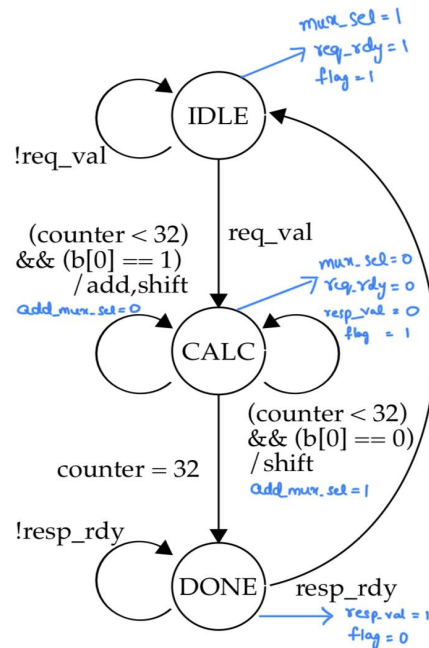 mux_sel = 1
req_rdy = 1
flag = 1
IDLE
!req_val
req_val
(counter < 32)
&& (b[0] == 1)
/add,shift
add_mux_sel=0
mux_sel=0
req_rdy=0
resp_val=0
flag = 1
CALC
(counter < 32)
&& (b[0] == 0)
/shift
add_mux_sel=1
counter = 32
!resp_rdy
DONE
resp_rdy
resp_val = 1
flag = 0